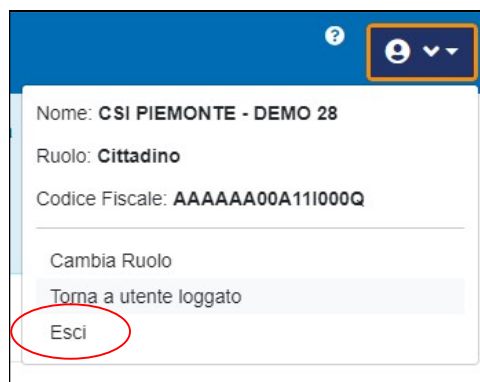 ?
Nome: CSI PIEMONTE - DEMO 28
Ruolo: Cittadino
Codice Fiscale: AAAAAA00A11I000Q
Cambia Ruolo
Torna a utente loggato
Esci